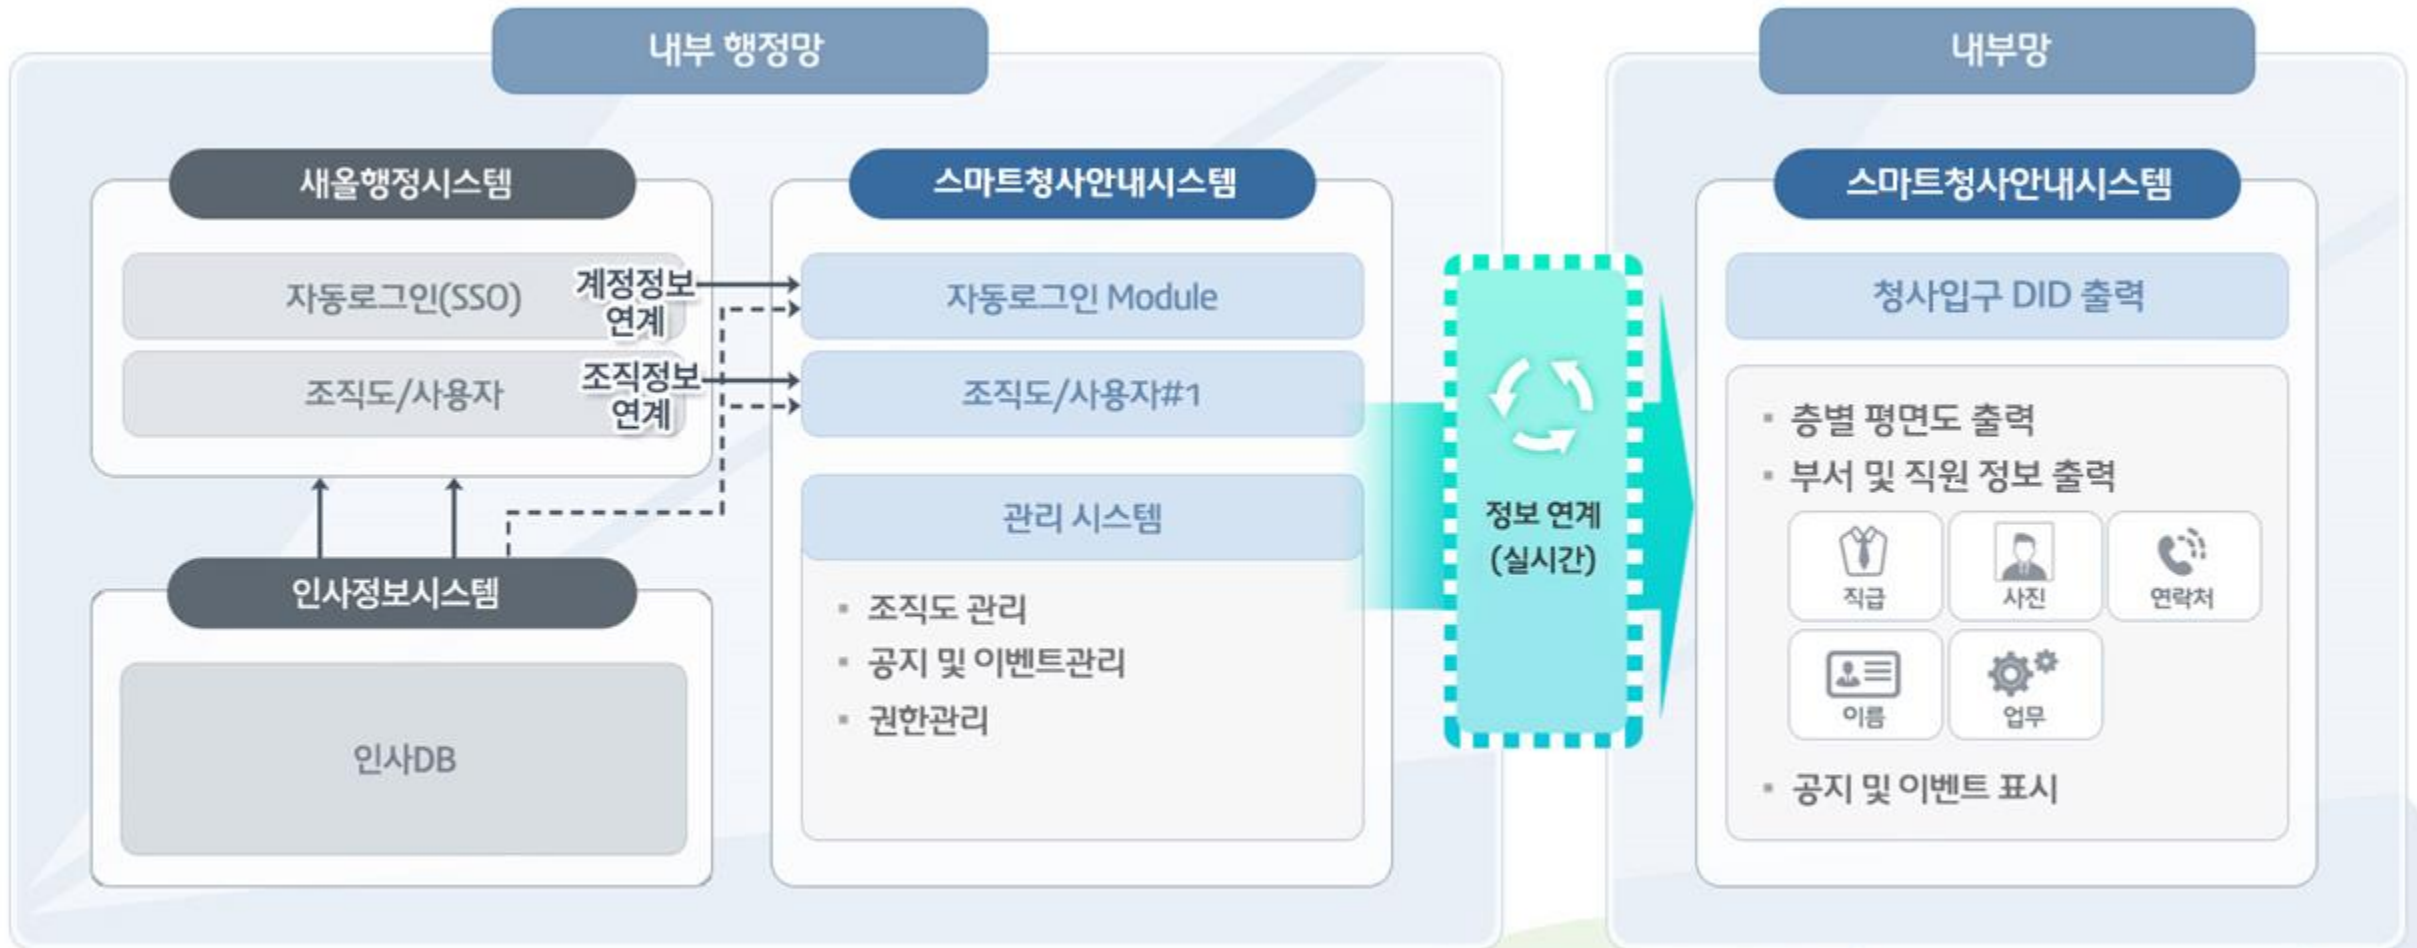 내부 행정망
새올행정시스템
자동로그인(SSO)
계정정보
연계
조직도/사용자
조직정보
연계
인사정보시스템
인사DB
스마트청사안내시스템
자동로그인 Module
조직도/사용자#1
관리 시스템
▪ 조직도 관리
▪ 공지 및 이벤트관리
▪ 권한관리
정보 연계
(실시간)
내부망
스마트청사안내시스템
청사입구 DID 출력
▪ 층별 평면도 출력
▪ 부서 및 직원 정보 출력
직급
사진
연락처
이름
업무
▪ 공지 및 이벤트 표시